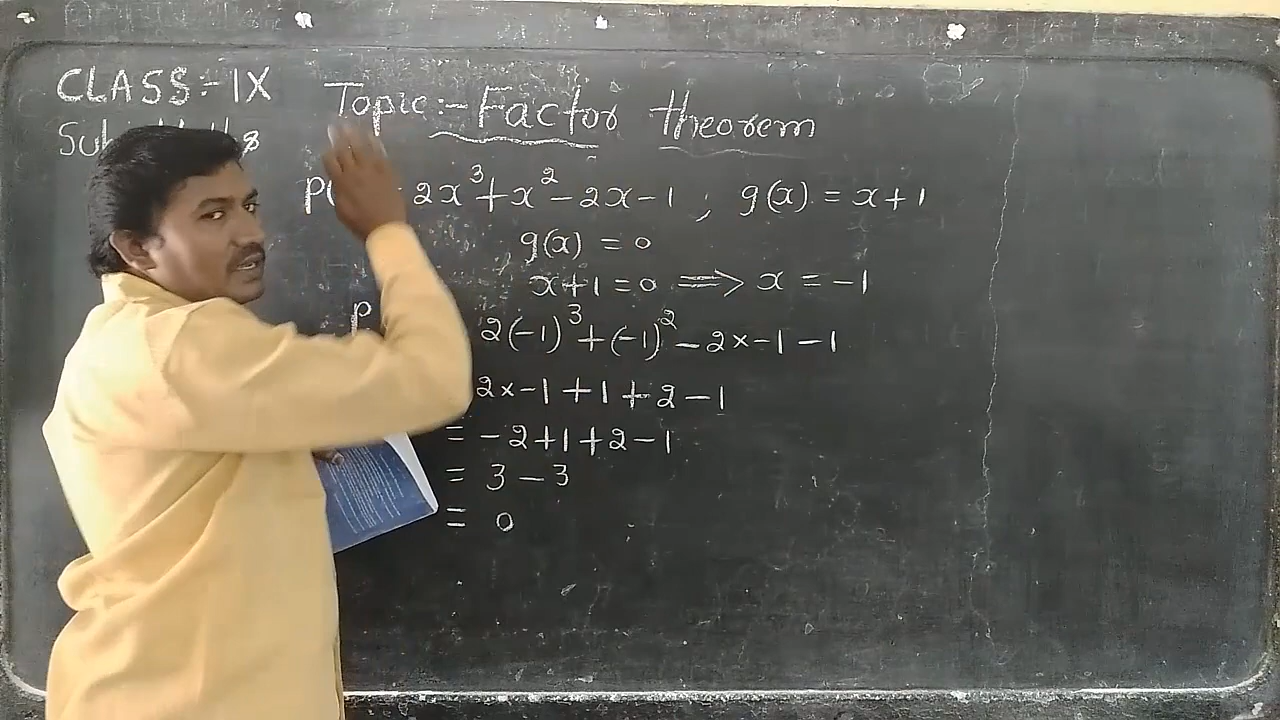 CLASS:- IX
Topic:- Factor theorem
2x³+x²-2x-1 ; g(x) = x+1
g(x) = 0
x+1=0 ⟹ x = -1
P 2(-1)³+(-1)²-2×-1-1
2×-1+1+2-1
= -2+1+2-1
= 3-3
= 0